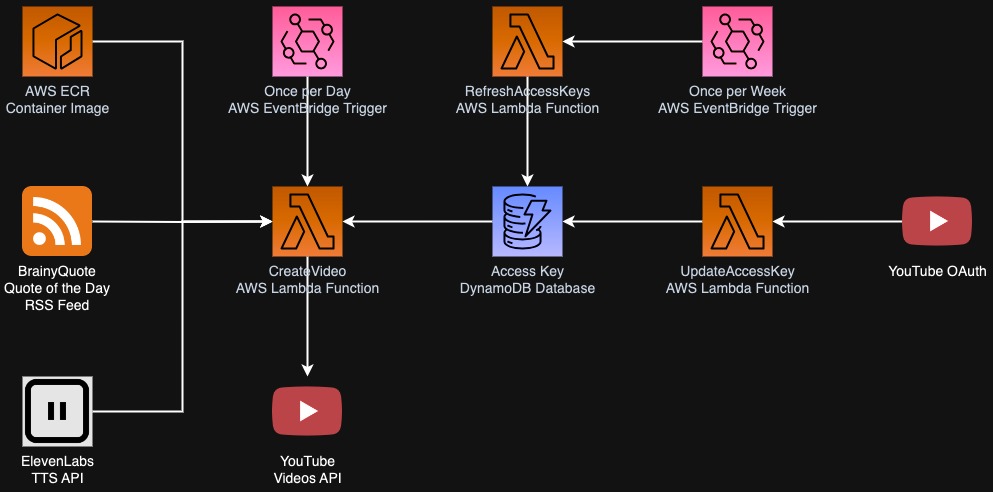 AWS ECR
Container Image
Once per Day
AWS EventBridge Trigger
RefreshAccessKeys
AWS Lambda Function
Once per Week
AWS EventBridge Trigger
BrainyQuote
Quote of the Day
RSS Feed
CreateVideo
AWS Lambda Function
Access Key
DynamoDB Database
UpdateAccessKey
AWS Lambda Function
YouTube OAuth
ElevenLabs
TTS API
YouTube
Videos API